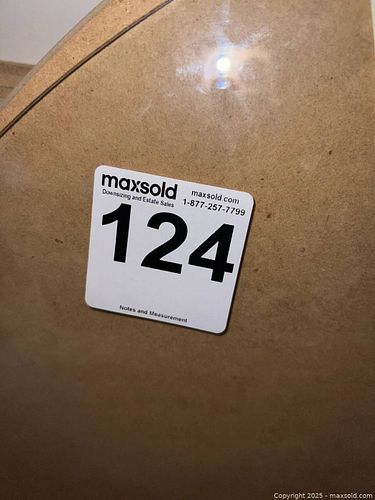 maxsold
Downsizing and Estate Sales
maxsold.com
1-877-257-7799
124
Notes and Measurement
Copyright 2025 - maxsold.com